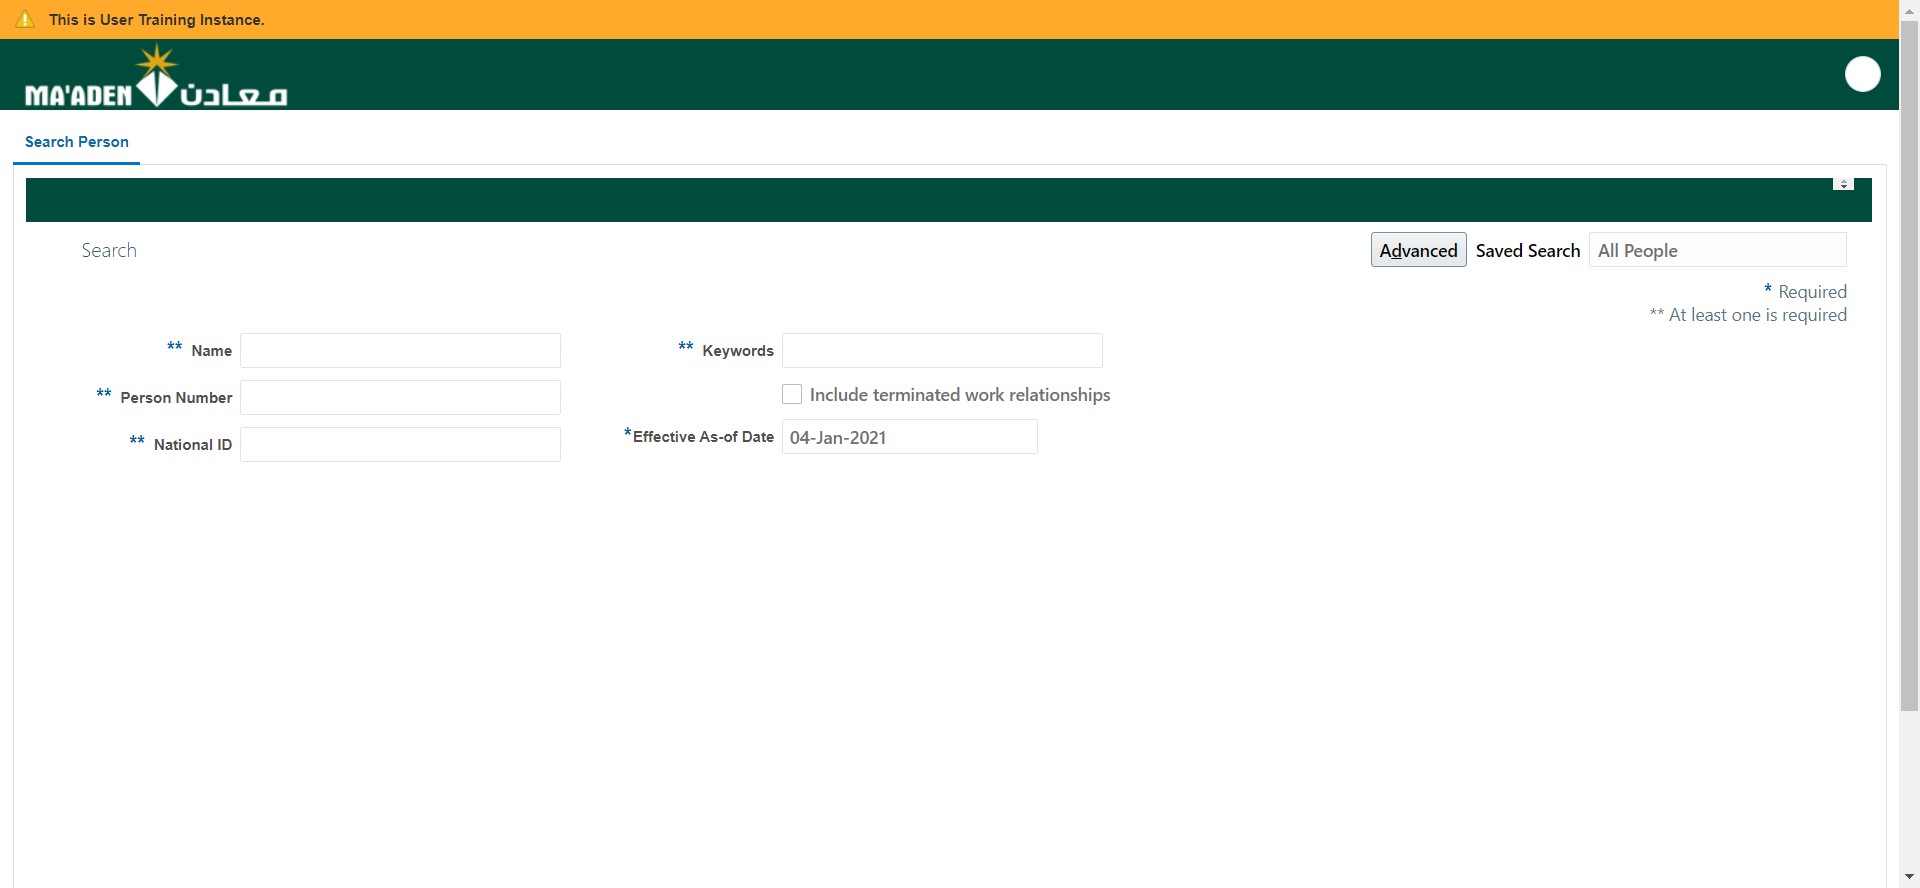 This is User Training Instance.
MA'ADEN معادن
Search Person
Search
Advanced Saved Search All People
* Required
** At least one is required
** Name
** Keywords
** Person Number
Include terminated work relationships
** National ID
*Effective As-of Date 04-Jan-2021